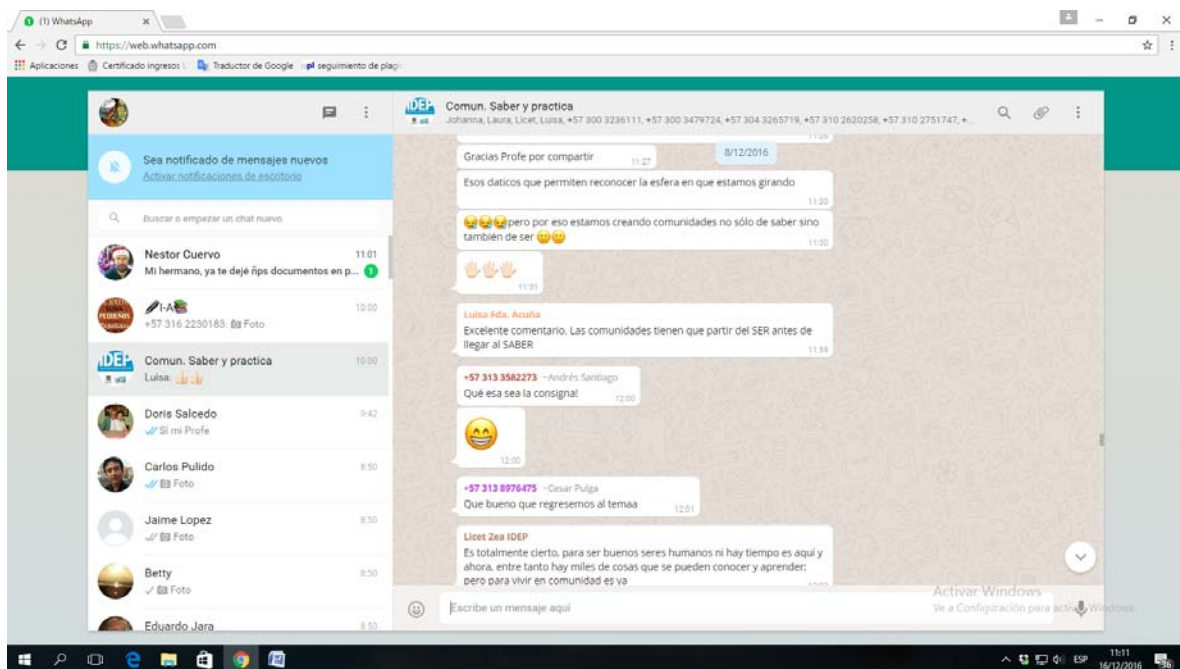 (1) WhatsApp
https://web.whatsapp.com
Aplicaciones Certificado ingresos Traductor de Google pl seguimiento de plagi
IDEP
Comun. Saber y practica
Johanna, Laura, Licet, Luisa, +57 300 3236111, +57 300 3479724, +57 304 3265719, +57 310 2620258, +57 310 2751747, +...
Sea notificado de mensajes nuevos
Activar notificaciones de escritorio
Buscar o empezar un chat nuevo
Nestor Cuervo 11:01
Mi hermano, ya te dejé ñps documentos en p... 1
I-A 10:00
+57 316 2230183: Foto
IDEP
Comun. Saber y practica 10:00
Luisa:
Doris Salcedo 9:42
Si mi Profe
Carlos Pulido 8:50
Foto
Jaime Lopez 8:50
Foto
Betty 8:50
Foto
Eduardo Jara 8:50
8/12/2016
Gracias Profe por compartir 11:27
Esos daticos que permiten reconocer la esfera en que estamos girando
11:30
😪😪😪pero por eso estamos creando comunidades no sólo de saber sino
también de ser 😐😐 11:30
🖐🏻🖐🏻🖐🏻
11:31
Luisa Fda. Acuña
Excelente comentario. Las comunidades tienen que partir del SER antes de
llegar al SABER
11:59
+57 313 3582273 ~Andrés Santiago
Qué esa sea la consigna! 12:00
😁
12:00
+57 313 8976475 ~Cesar Pulga
Que bueno que regresemos al temaa 12:01
Licet Zea IDEP
Es totalmente cierto, para ser buenos seres humanos ni hay tiempo es aquí y
ahora, entre tanto hay miles de cosas que se pueden conocer y aprender;
pero para vivir en comunidad es ya
Escribe un mensaje aquí
Activar Windows
Ve a Configuración para activar Windows.
ESP
11:11
16/12/2016